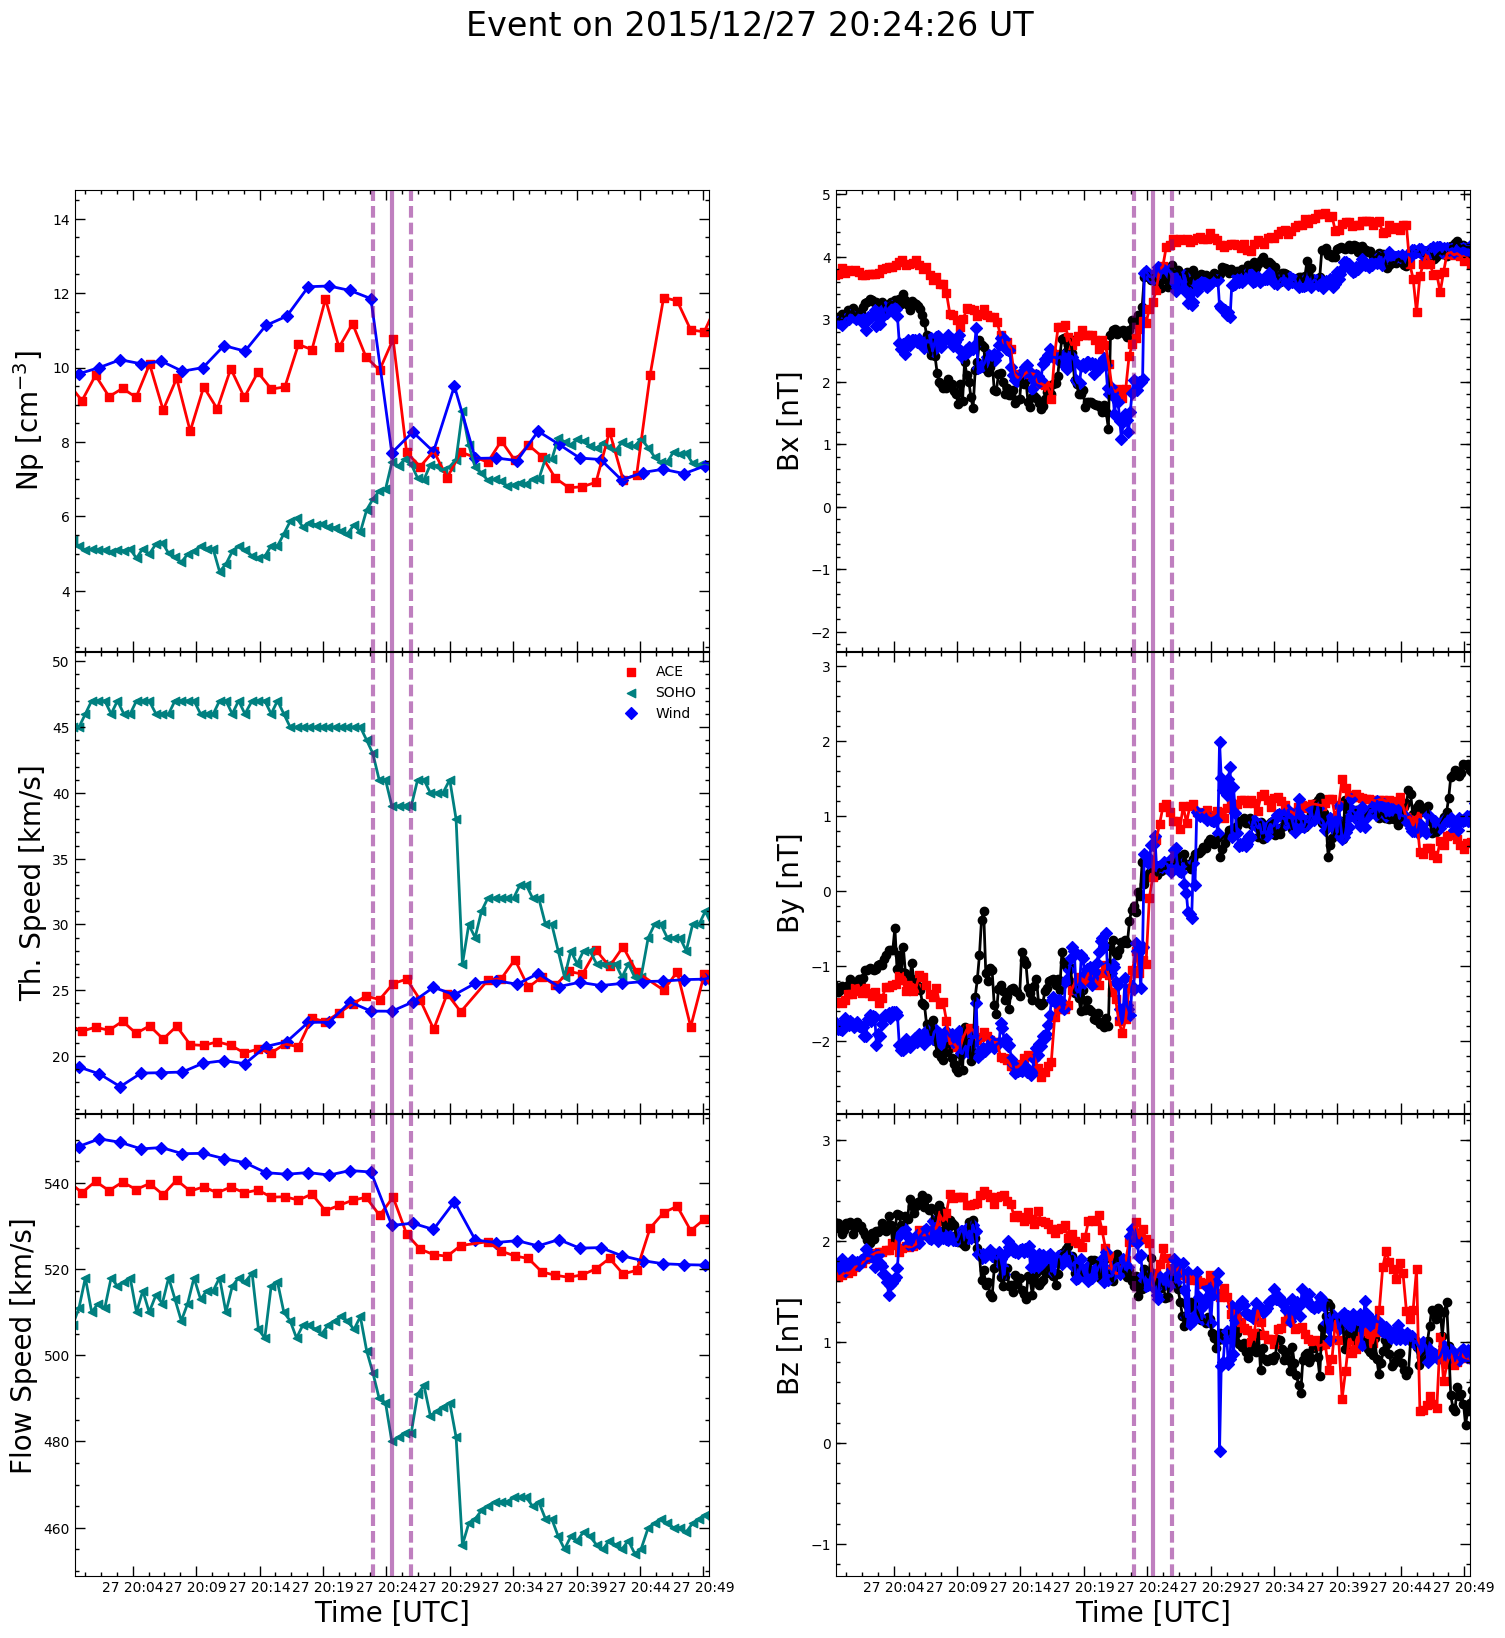 Event on 2015/12/27 20:24:26 UT
14
12
10
8
6
4
Np [cm⁻³]
50
45
40
35
30
25
20
Th. Speed [km/s]
ACE
SOHO
Wind
540
520
500
480
460
Flow Speed [km/s]
27 20:04 27 20:09 27 20:14 27 20:19 27 20:24 27 20:29 27 20:34 27 20:39 27 20:44 27 20:49
Time [UTC]
5
4
3
2
1
0
−1
−2
Bx [nT]
3
2
1
0
−1
−2
By [nT]
3
2
1
0
−1
Bz [nT]
27 20:04 27 20:09 27 20:14 27 20:19 27 20:24 27 20:29 27 20:34 27 20:39 27 20:44 27 20:49
Time [UTC]